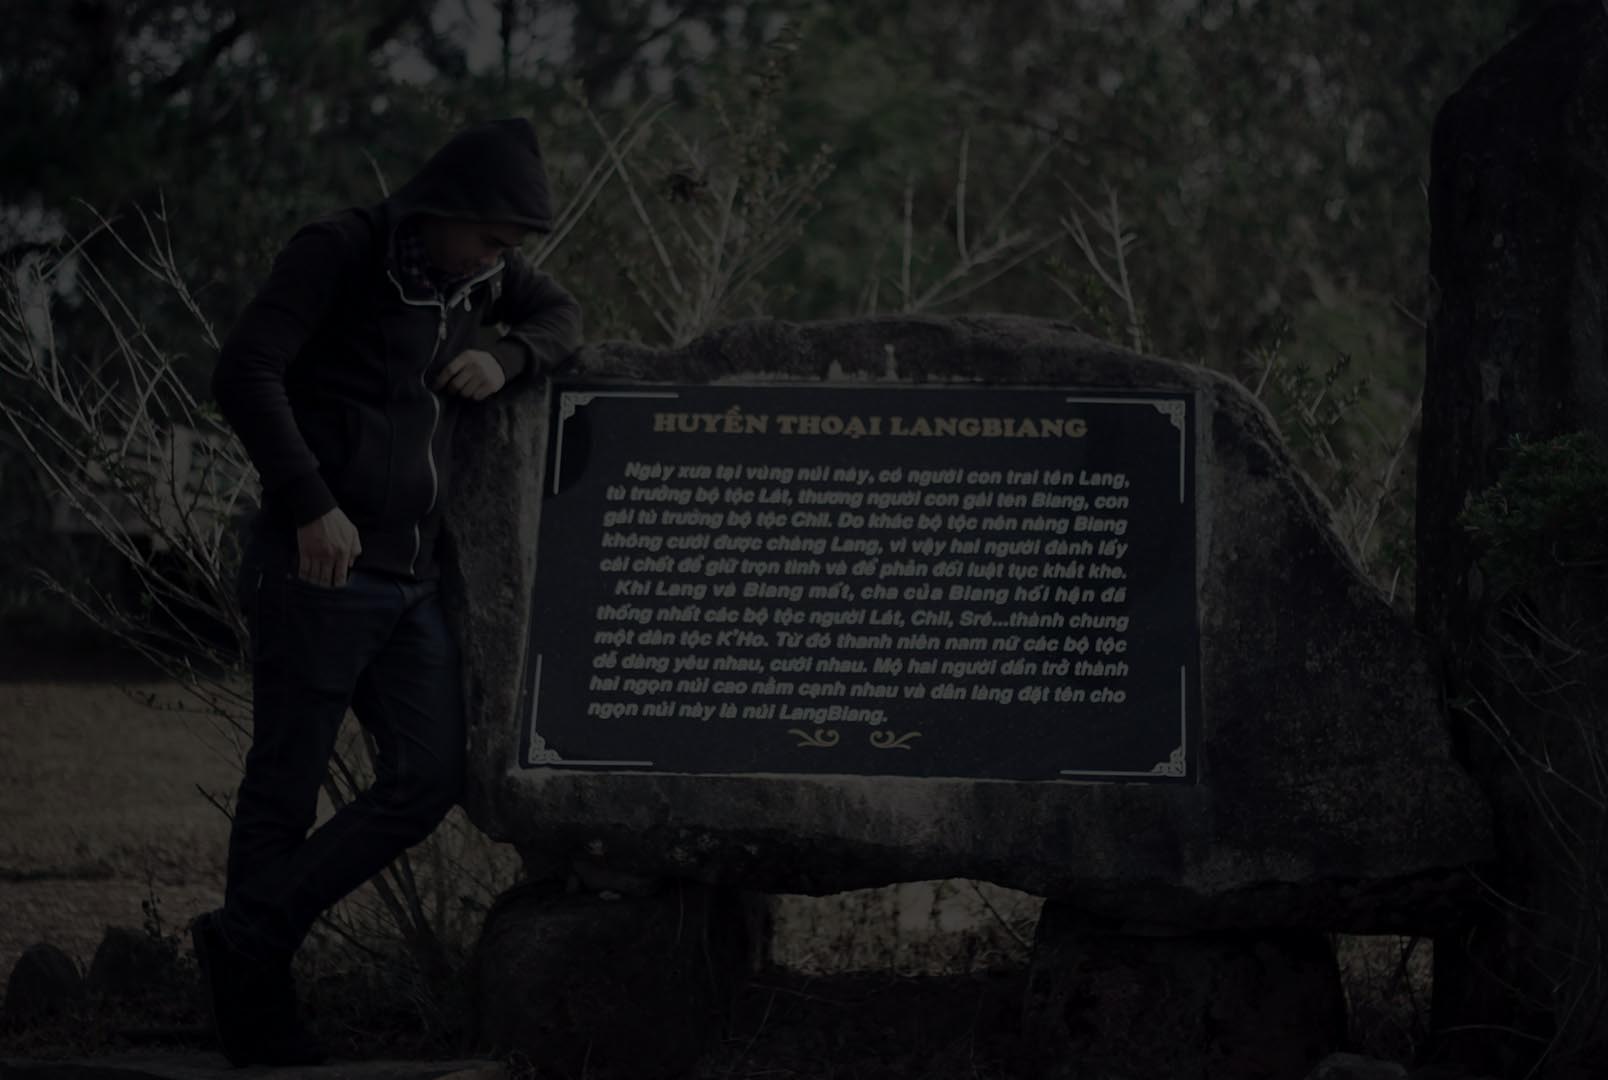 HUYỀN THOẠI LANGBIANG
Ngày xưa tại vùng núi này, có người con trai tên Lang,
tù trưởng bộ tộc Lát, thương người con gái tên Biang, con
gái tù trưởng bộ tộc Chil. Do khác bộ tộc nên nàng Biang
không cưới được chàng Lang, vì vậy hai người đành lấy
cái chết để giữ trọn tình và để phản đối luật tục khắt khe.
Khi Lang và Biang mất, cha của Biang hối hận đã
thống nhất các bộ tộc người Lát, Chil, Sré...thành chung
một dân tộc K'Ho. Từ đó thanh niên nam nữ các bộ tộc
dễ dàng yêu nhau, cưới nhau. Mộ hai người dần trở thành
hai ngọn núi cao nằm cạnh nhau và dân làng đặt tên cho
ngọn núi này là núi LangBiang.